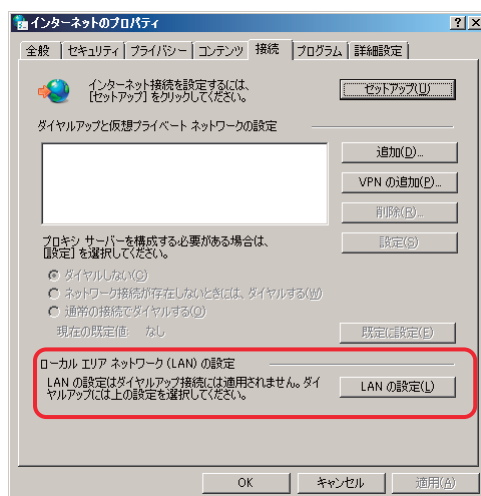 インターネットのプロパティ
全般 セキュリティ プライバシー コンテンツ 接続 プログラム 詳細設定
インターネット接続を設定するには、
[セットアップ] をクリックしてください。
セットアップ(U)
ダイヤルアップと仮想プライベート ネットワークの設定
追加(D)...
VPN の追加(P)...
削除(R)...
プロキシ サーバーを構成する必要がある場合は、
[設定] を選択してください。
設定(S)
ダイヤルしない(C)
ネットワーク接続が存在しないときには、ダイヤルする(W)
通常の接続でダイヤルする(O)
現在の既定値: なし
既定に設定(E)
ローカル エリア ネットワーク (LAN) の設定
LAN の設定はダイヤルアップ接続には適用されません。ダイ
ヤルアップには上の設定を選択してください。
LAN の設定(L)
OK キャンセル 適用(A)